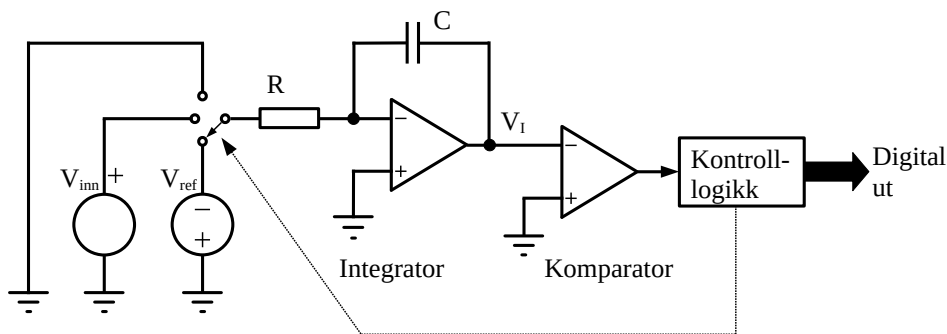 C
R
V_I
V_inn
+
V_ref
−
+
−
+
−
+
Kontroll-
logikk
Digital
ut
Integrator
Komparator